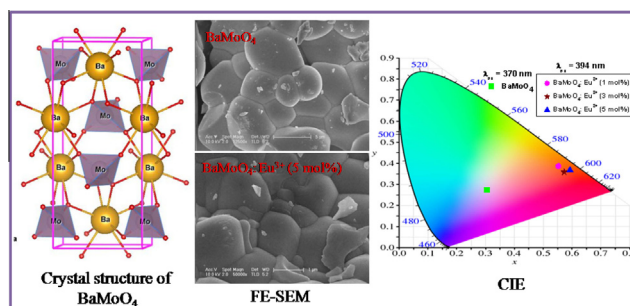 Mo
Ba
Mo
Ba
Mo
Ba
Ba
Mo
Ba
Mo
Ba
Mo
a
Crystal structure of
BaMoO₄
BaMoO₄
BaMoO₄:Eu³⁺ (3 mol%)
FE-SEM
λex = 370 nm
BaMoO₄
λex = 394 nm
BaMoO₄:Eu³⁺ (1 mol%)
BaMoO₄:Eu³⁺ (3 mol%)
BaMoO₄:Eu³⁺ (5 mol%)
520
540
560
580
600
620
500
480
460
y
0.9
0.8
0.7
0.6
0.5
0.4
0.3
0.2
0.1
0.0
0.0 0.1 0.2 0.3 0.4 0.5 0.6 0.7
x
CIE